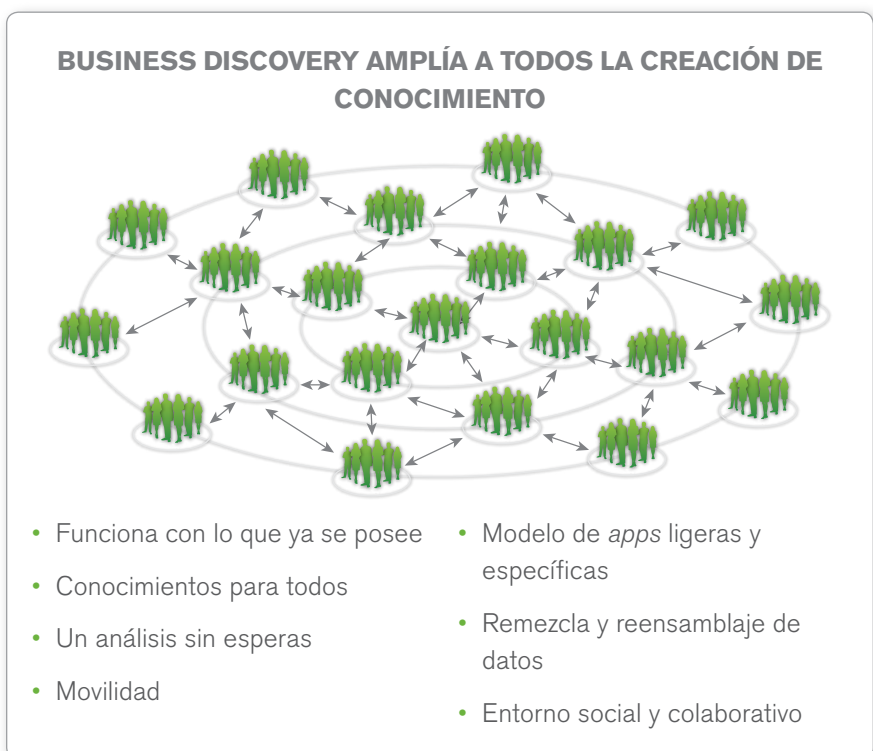 BUSINESS DISCOVERY AMPLÍA A TODOS LA CREACIÓN DE
CONOCIMIENTO
• Funciona con lo que ya se posee
• Conocimientos para todos
• Un análisis sin esperas
• Movilidad
• Modelo de apps ligeras y
específicas
• Remezcla y reensamblaje de
datos
• Entorno social y colaborativo